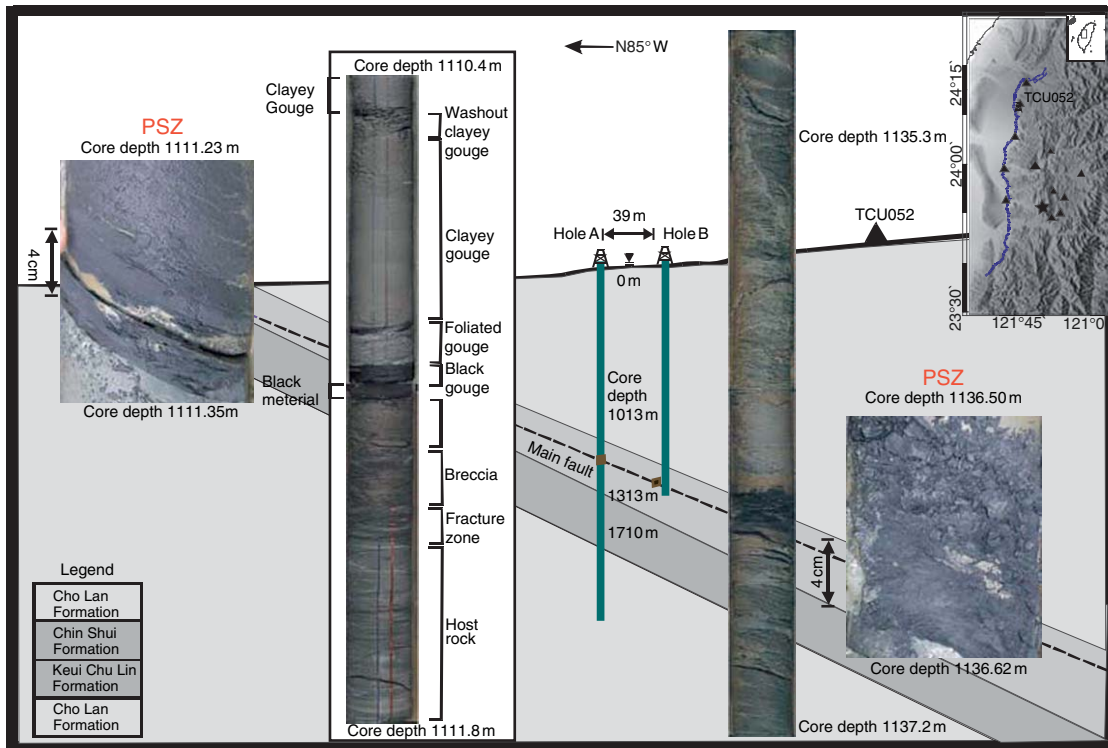 N85°W
Core depth 1110.4 m
Clayey
Gouge
Washout
clayey
gouge
Clayey
gouge
Foliated
gouge
Black
gouge
Black
meterial
Breccia
Fracture
zone
Host
rock
Core depth 1111.8 m
PSZ
Core depth 1111.23 m
4 cm
Core depth 1111.35m
Legend
Cho Lan
Formation
Chin Shui
Formation
Keui Chu Lin
Formation
Cho Lan
Formation
39 m
Hole A
Hole B
0 m
Core
depth
1013 m
Main fault
1313 m
1710 m
Core depth 1135.3 m
TCU052
Core depth 1137.2 m
PSZ
Core depth 1136.50 m
4 cm
Core depth 1136.62 m
24°15`
24°00`
23°30`
TCU052
121°45`
121°0